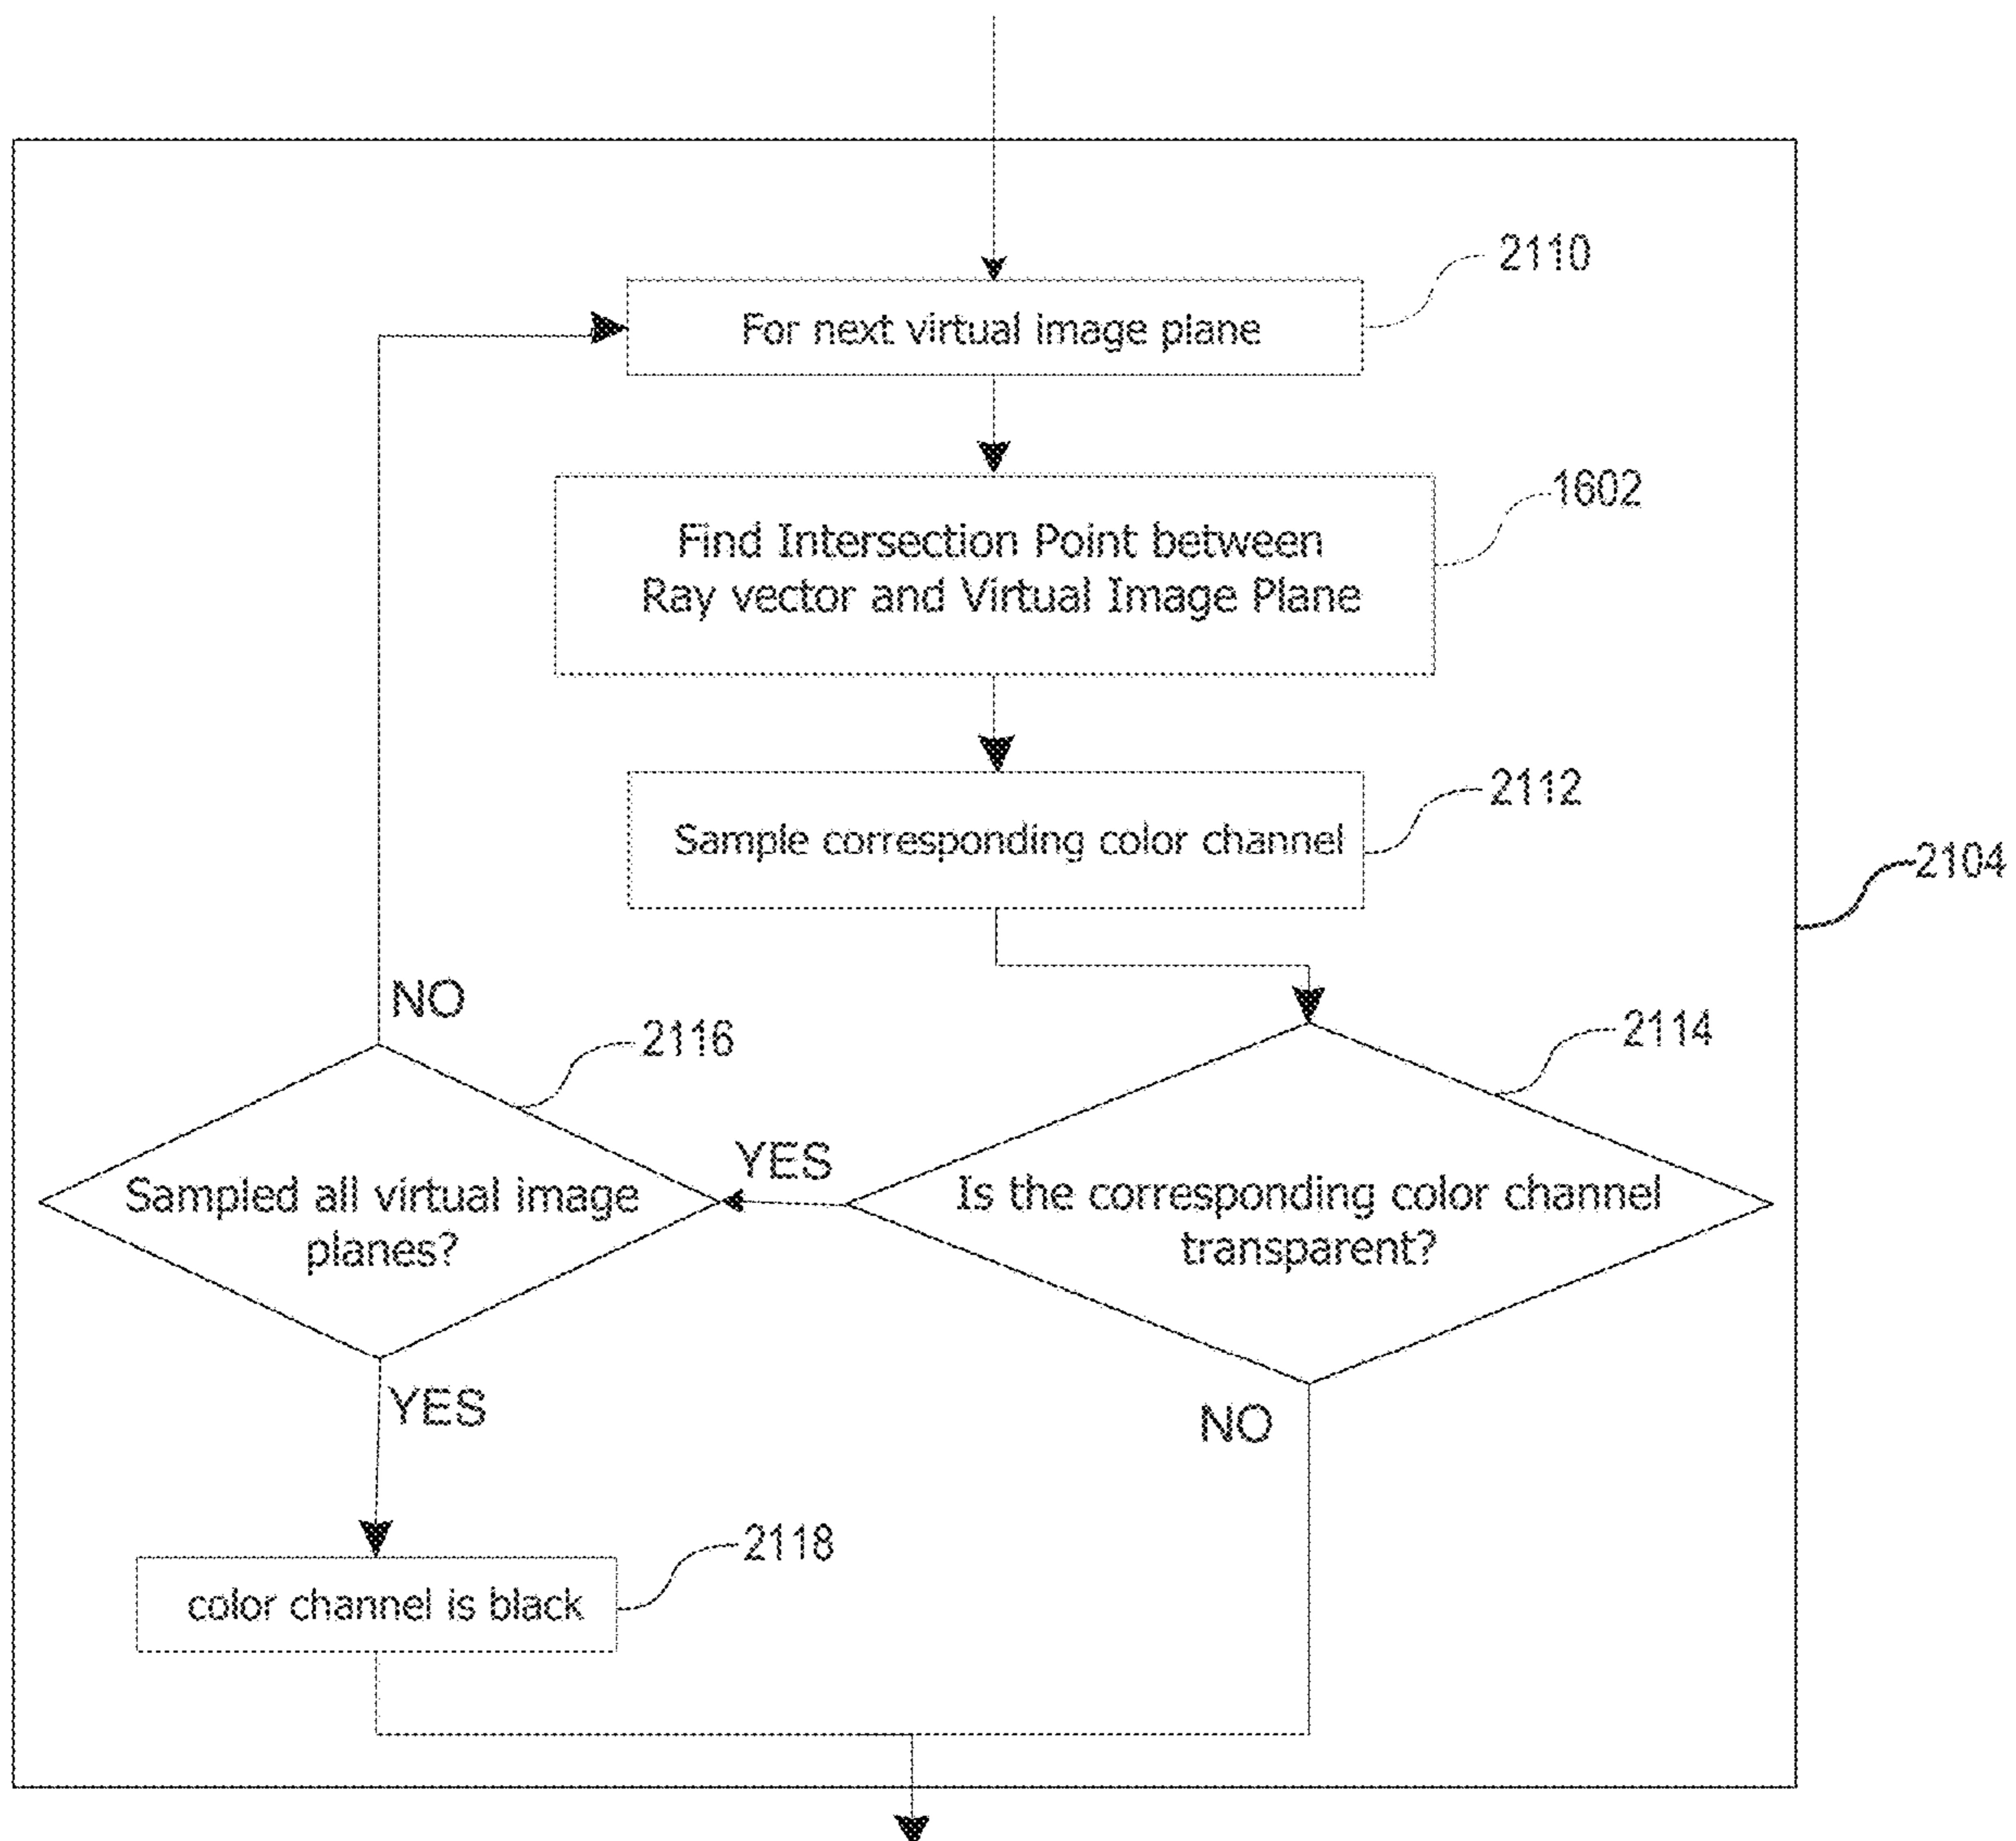 2110
For next virtual image plane
1602
Find Intersection Point between
Ray vector and Virtual Image Plane
2112
Sample corresponding color channel
2104
NO
2116
2114
YES
Sampled all virtual image
planes?
Is the corresponding color channel
transparent?
YES
NO
2118
color channel is black